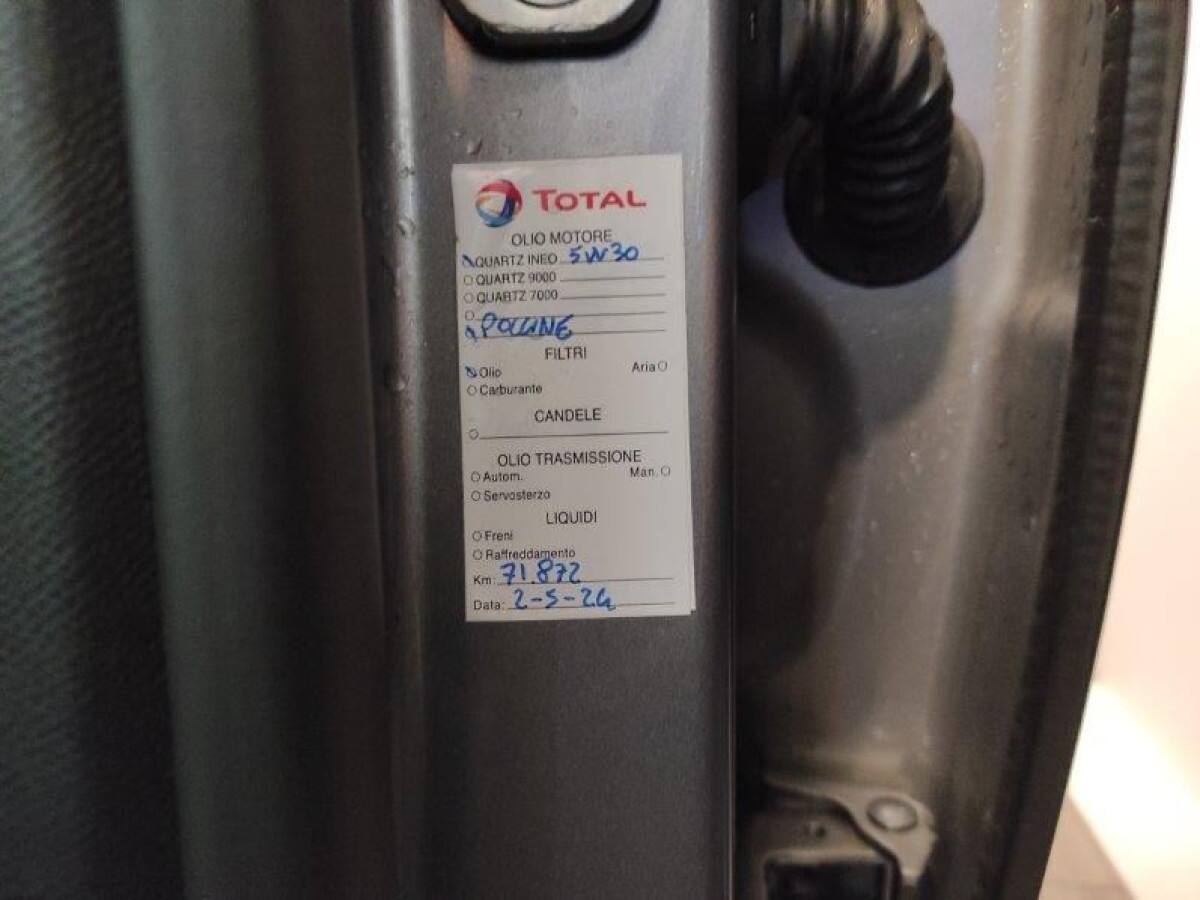 TOTAL
OLIO MOTORE
QUARTZ INEO 5W30
QUARTZ 9000
QUARTZ 7000
POLLINE
FILTRI
Olio Aria
Carburante
CANDELE
OLIO TRASMISSIONE
Autom. Man.
Servosterzo
LIQUIDI
Freni
Raffreddamento
Km: 71.872
Data: 2-5-24